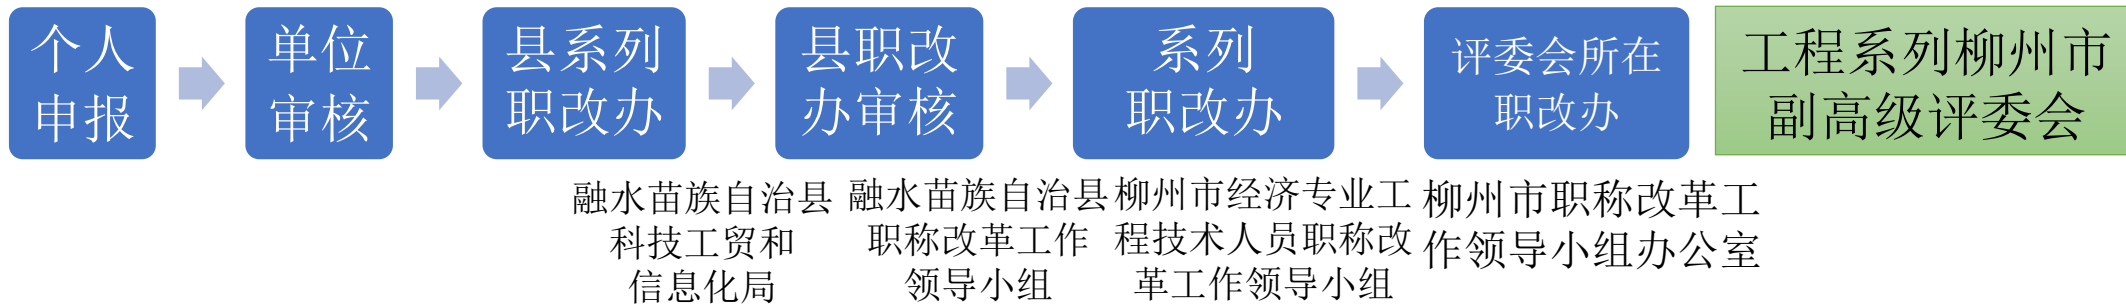 个人
申报
单位
审核
县系列
职改办
县职改
办审核
系列
职改办
评委会所在
职改办
工程系列柳州市
副高级评委会
融水苗族自治县
科技工贸和
信息化局
融水苗族自治县
职称改革工作
领导小组
柳州市经济专业工
程技术人员职称改
革工作领导小组
柳州市职称改革工
作领导小组办公室